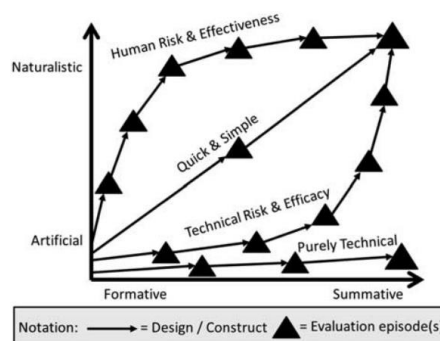 Human Risk & Effectiveness
Naturalistic
Quick & Simple
Technical Risk & Efficacy
Artificial
Purely Technical
Formative
Summative
Notation: = Design / Construct = Evaluation episode(s